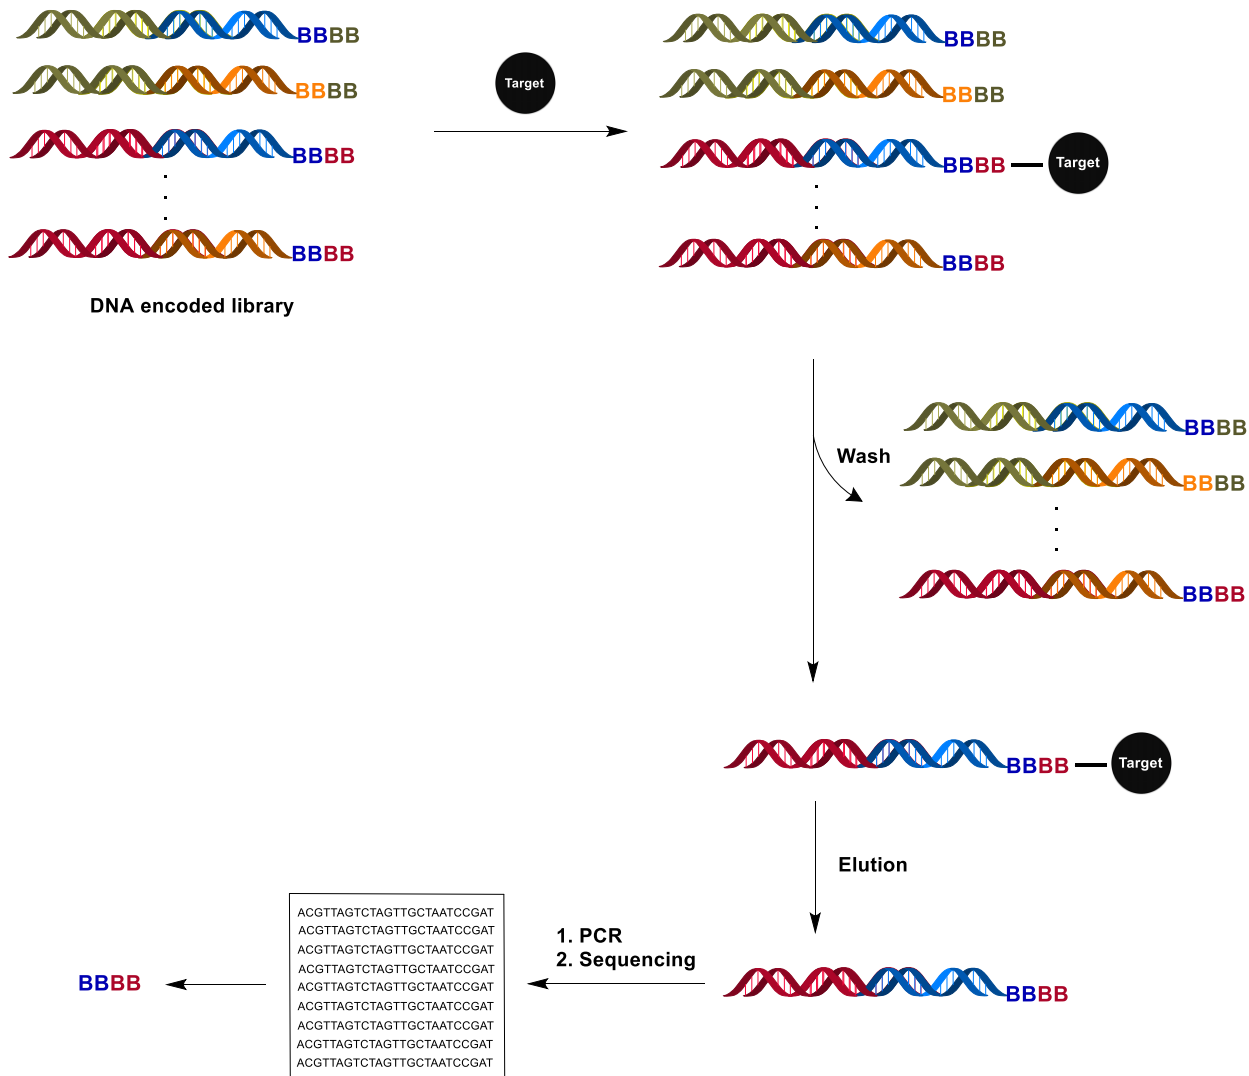 BBBB
BBBB
BBBB
BBBB
DNA encoded library
Target
BBBB
BBBB
BBBB
Target
BBBB
Wash
BBBB
BBBB
BBBB
BBBB
Target
Elution
BBBB
1. PCR
2. Sequencing
ACGTTAGTCTAGTTGCTAATCCGAT
ACGTTAGTCTAGTTGCTAATCCGAT
ACGTTAGTCTAGTTGCTAATCCGAT
ACGTTAGTCTAGTTGCTAATCCGAT
ACGTTAGTCTAGTTGCTAATCCGAT
ACGTTAGTCTAGTTGCTAATCCGAT
ACGTTAGTCTAGTTGCTAATCCGAT
ACGTTAGTCTAGTTGCTAATCCGAT
ACGTTAGTCTAGTTGCTAATCCGAT
BBBB